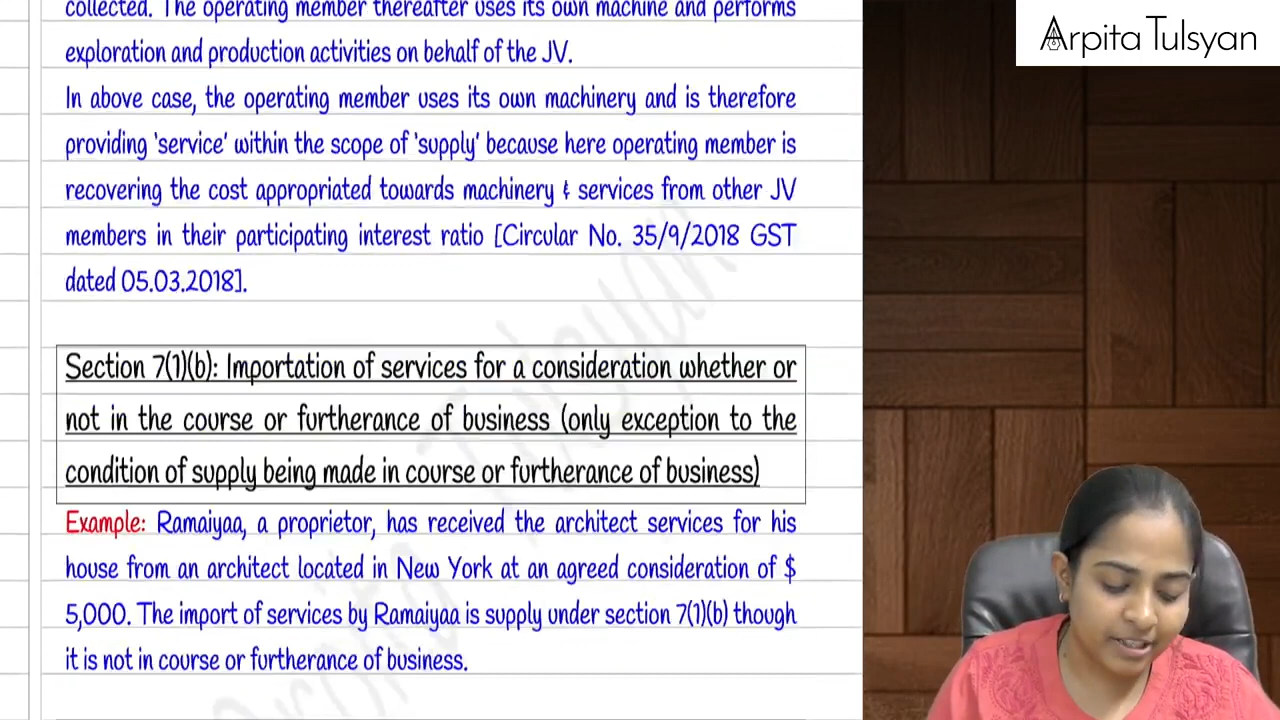 collected. The operating member thereafter uses its own machine and performs
exploration and production activities on behalf of the JV.
In above case, the operating member uses its own machinery and is therefore
providing 'service' within the scope of 'supply' because here operating member is
recovering the cost appropriated towards machinery & services from other JV
members in their participating interest ratio [Circular No. 35/9/2018 GST
dated 05.03.2018].
Section 7(1)(b): Importation of services for a consideration whether or
not in the course or furtherance of business (only exception to the
condition of supply being made in course or furtherance of business)
Example: Ramaiyaa, a proprietor, has received the architect services for his
house from an architect located in New York at an agreed consideration of $
5,000. The import of services by Ramaiyaa is supply under section 7(1)(b) though
it is not in course or furtherance of business.
Arpita Tulsyan
Arpita Tulsyan